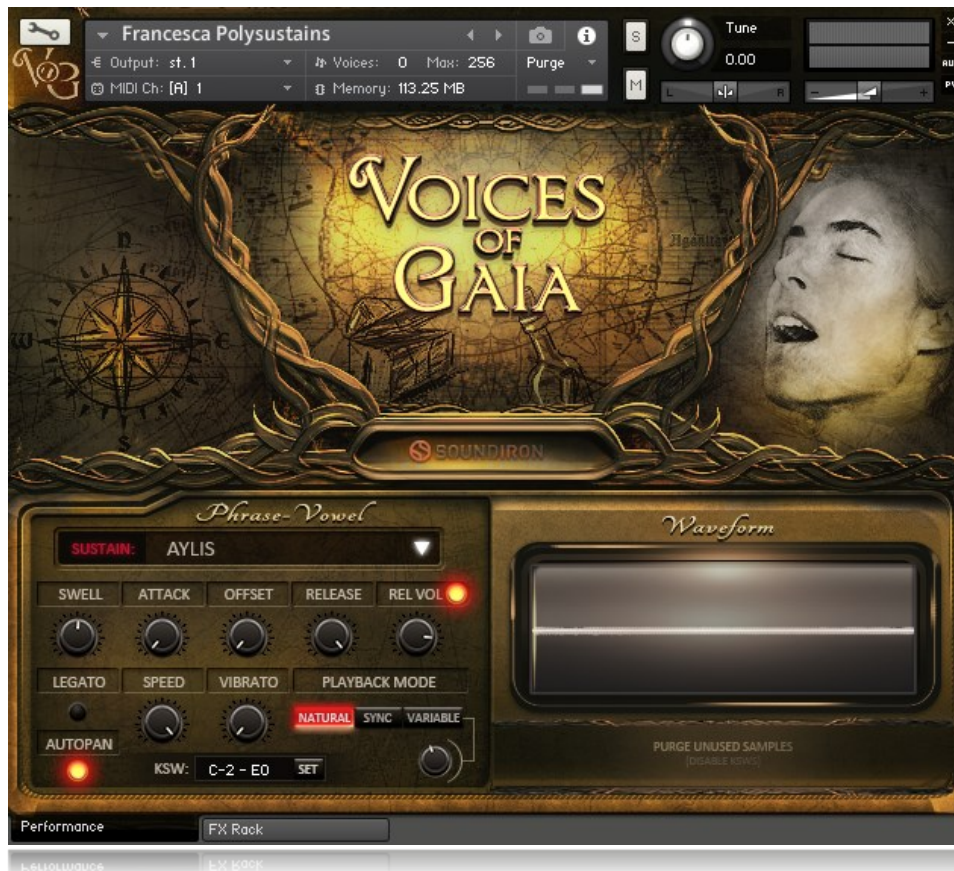 Francesca Polysustains
Output: st.1
Voices: 0 Max: 256
Purge
MIDI Ch: [A] 1
Memory: 113.25 MB
S
M
Tune
0.00
L
R
-
+
×
AU
PV
n
W
E
S
VOICES
OF
GAIA
SOUNDIRON
Phrase-Vowel
SUSTAIN: AYLIS
SWELL ATTACK OFFSET RELEASE REL VOL
LEGATO SPEED VIBRATO PLAYBACK MODE
NATURAL SYNC VARIABLE
AUTOPAN
KSW: C-2 - E0 SET
Waveform
PURGE UNUSED SAMPLES
(DISABLE KSWS)
Performance
FX Rack